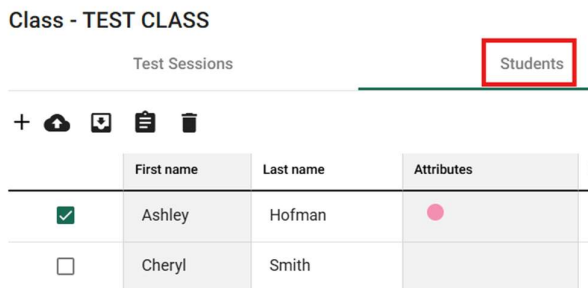 Class - TEST CLASS
Test Sessions Students
First name Last name Attributes
Ashley Hofman
Cheryl Smith